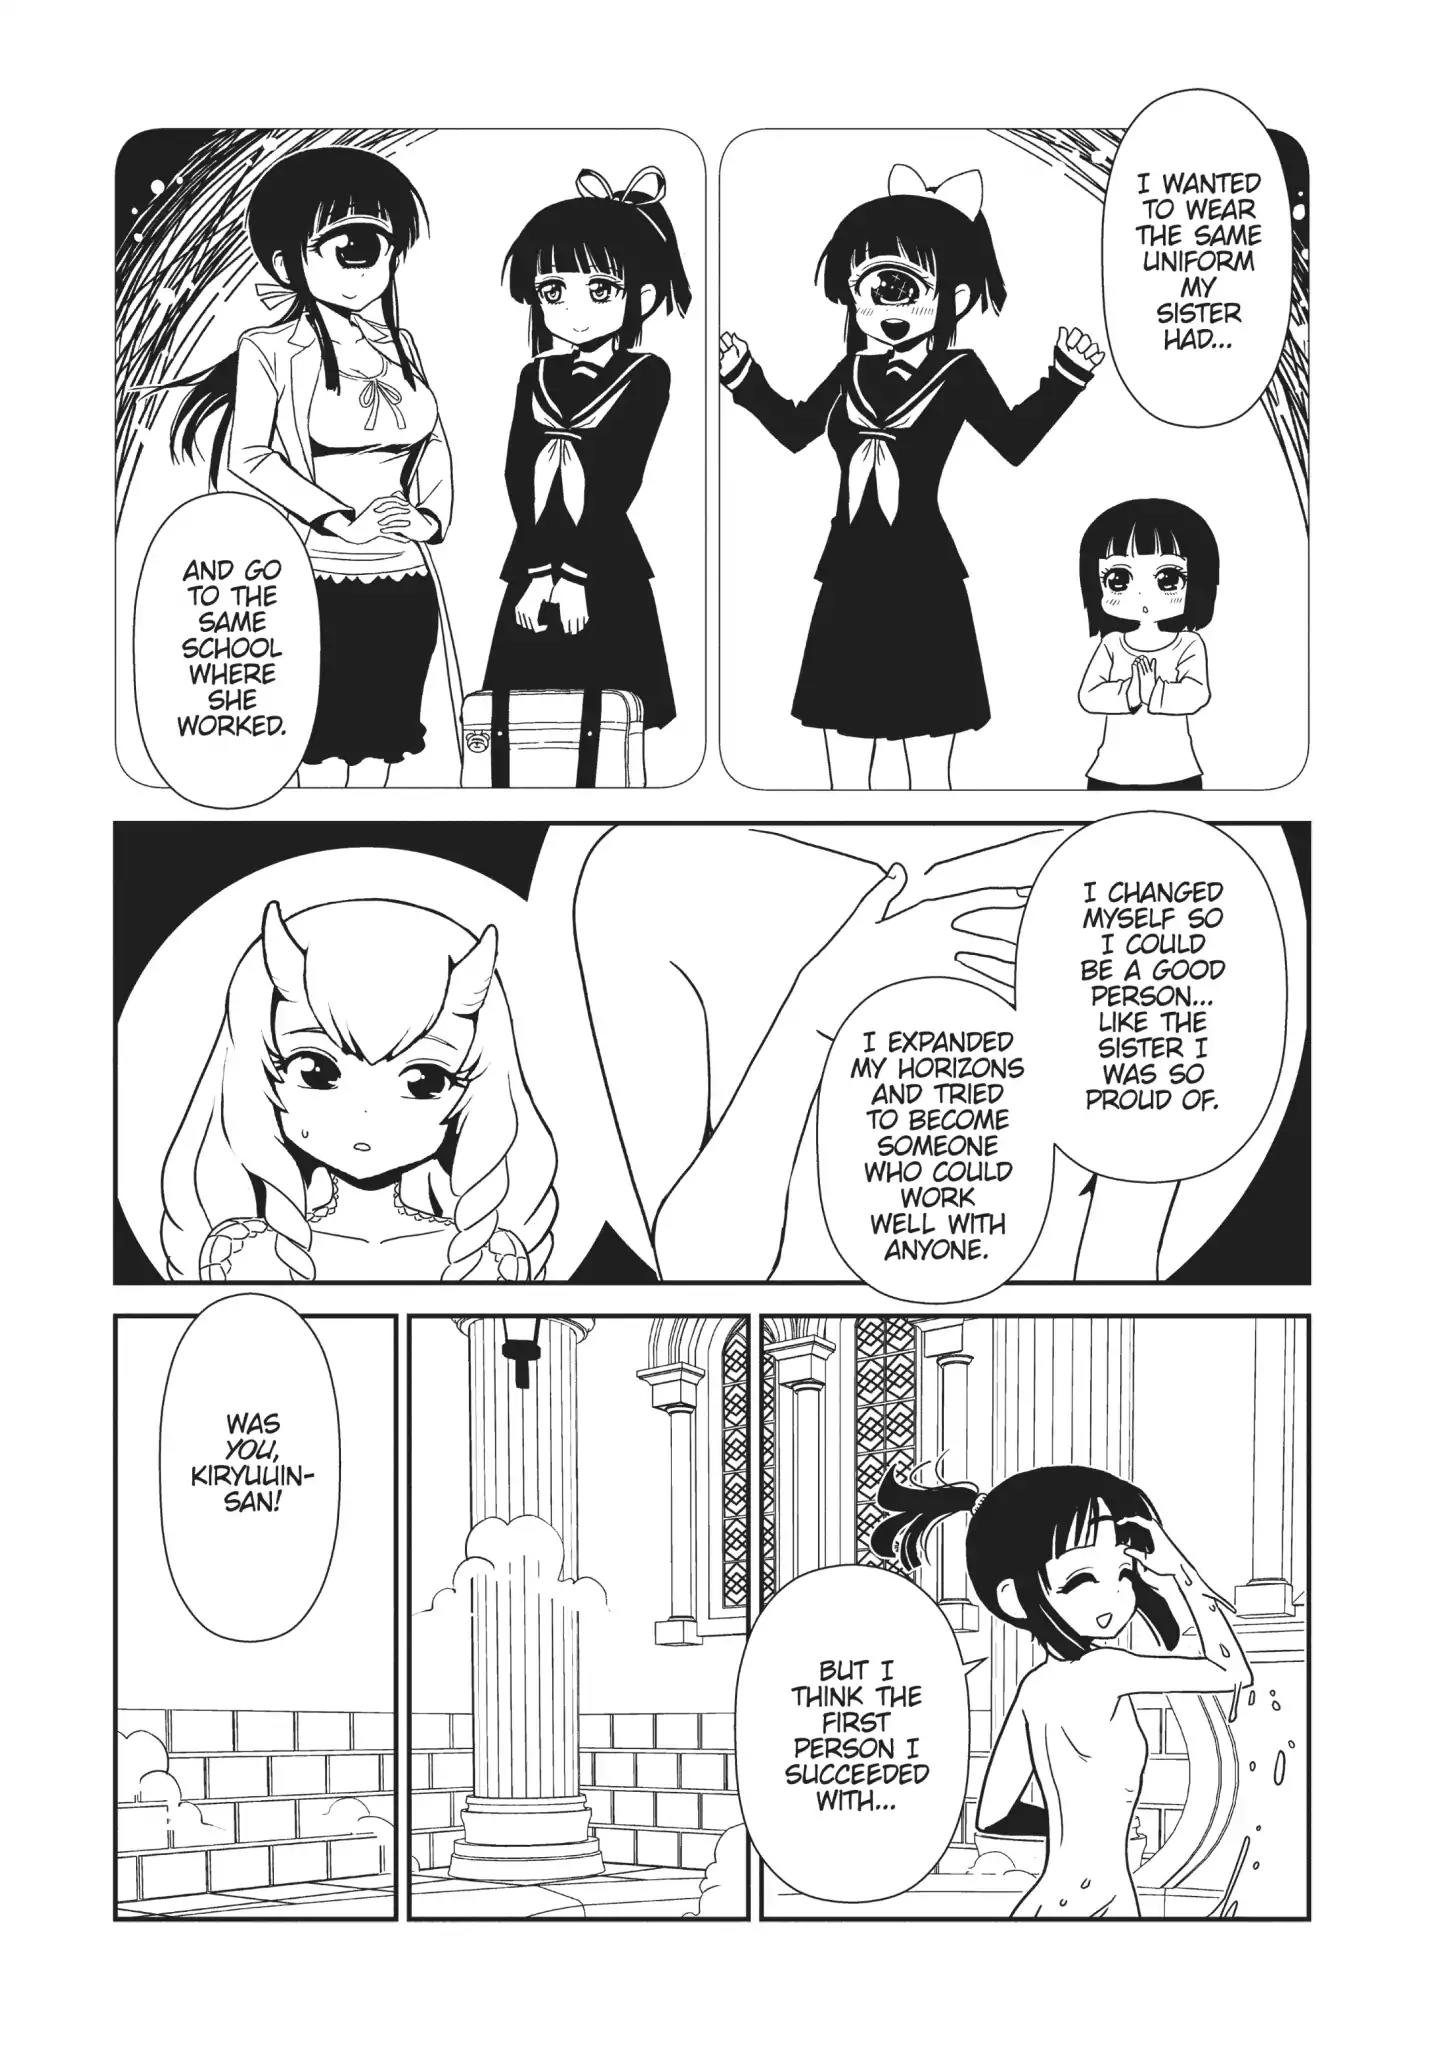 I WANTED
TO WEAR
THE SAME
UNIFORM
MY
SISTER
HAD...
AND GO
TO THE
SAME
SCHOOL
WHERE
SHE
WORKED.
I CHANGED
MYSELF SO
I COULD
BE A GOOD
PERSON...
LIKE THE
SISTER I
WAS SO
PROUD OF.
I EXPANDED
MY HORIZONS
AND TRIED
TO BECOME
SOMEONE
WHO COULD
WORK
WELL WITH
ANYONE.
BUT I
THINK THE
FIRST
PERSON I
SUCCEEDED
WITH...
WAS
YOU,
KIRYUUIN-
SAN!